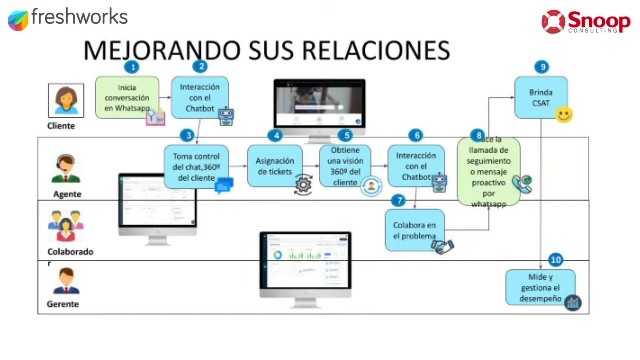 freshworks
Snoop
CONSULTING
MEJORANDO SUS RELACIONES
1
Inicia
conversación
en Whatsapp
2
Interacción
con el
Chatbot
9
Brinda
CSAT
Cliente
3
Toma control
del chat,360º
del cliente
4
Asignación
de tickets
5
Obtiene
una visión
360º del
cliente
6
Interacción
con el
Chatbot
8
llamada de
seguimiento
o mensaje
proactivo
por
whatsapp
Agente
7
Colabora en
el problema
Colaborado
r
10
Mide y
gestiona el
desempeño
Gerente